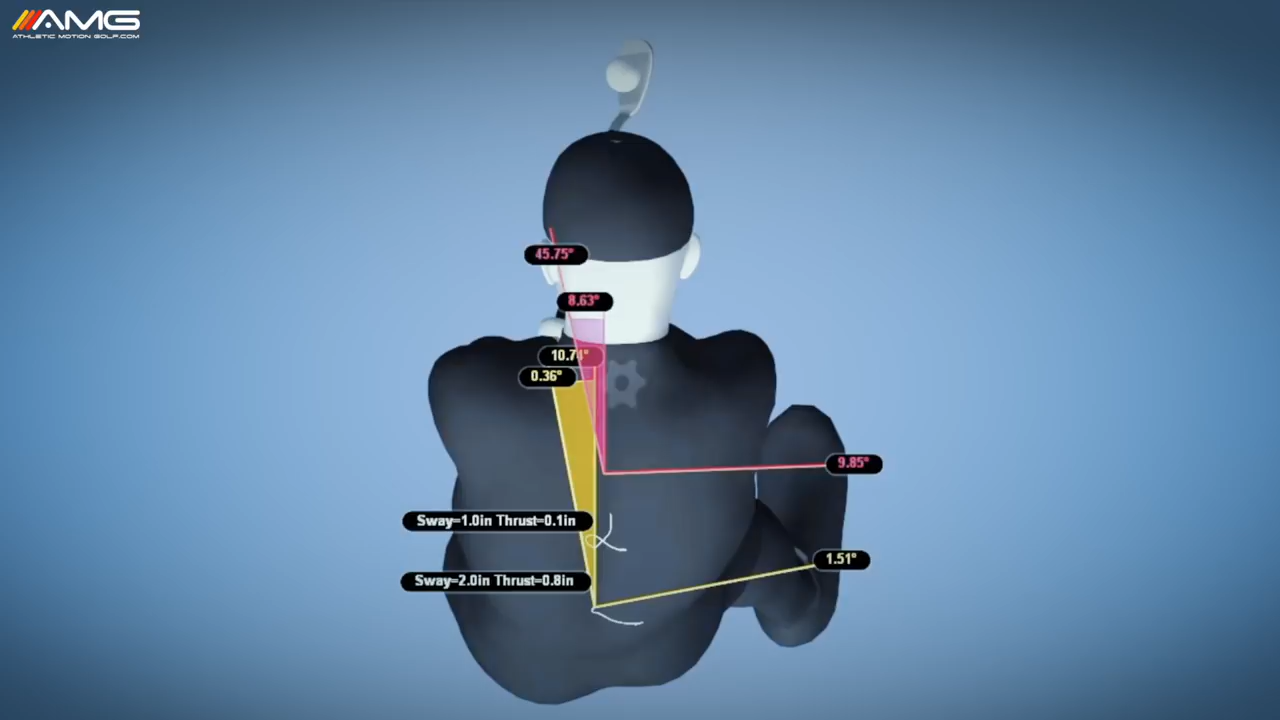 AMG
ATHLETIC MOTION GOLF.COM
45.75°
8.63°
10.74°
0.36°
9.85°
Sway=1.0in Thrust=0.1in
1.51°
Sway=2.0in Thrust=0.8in